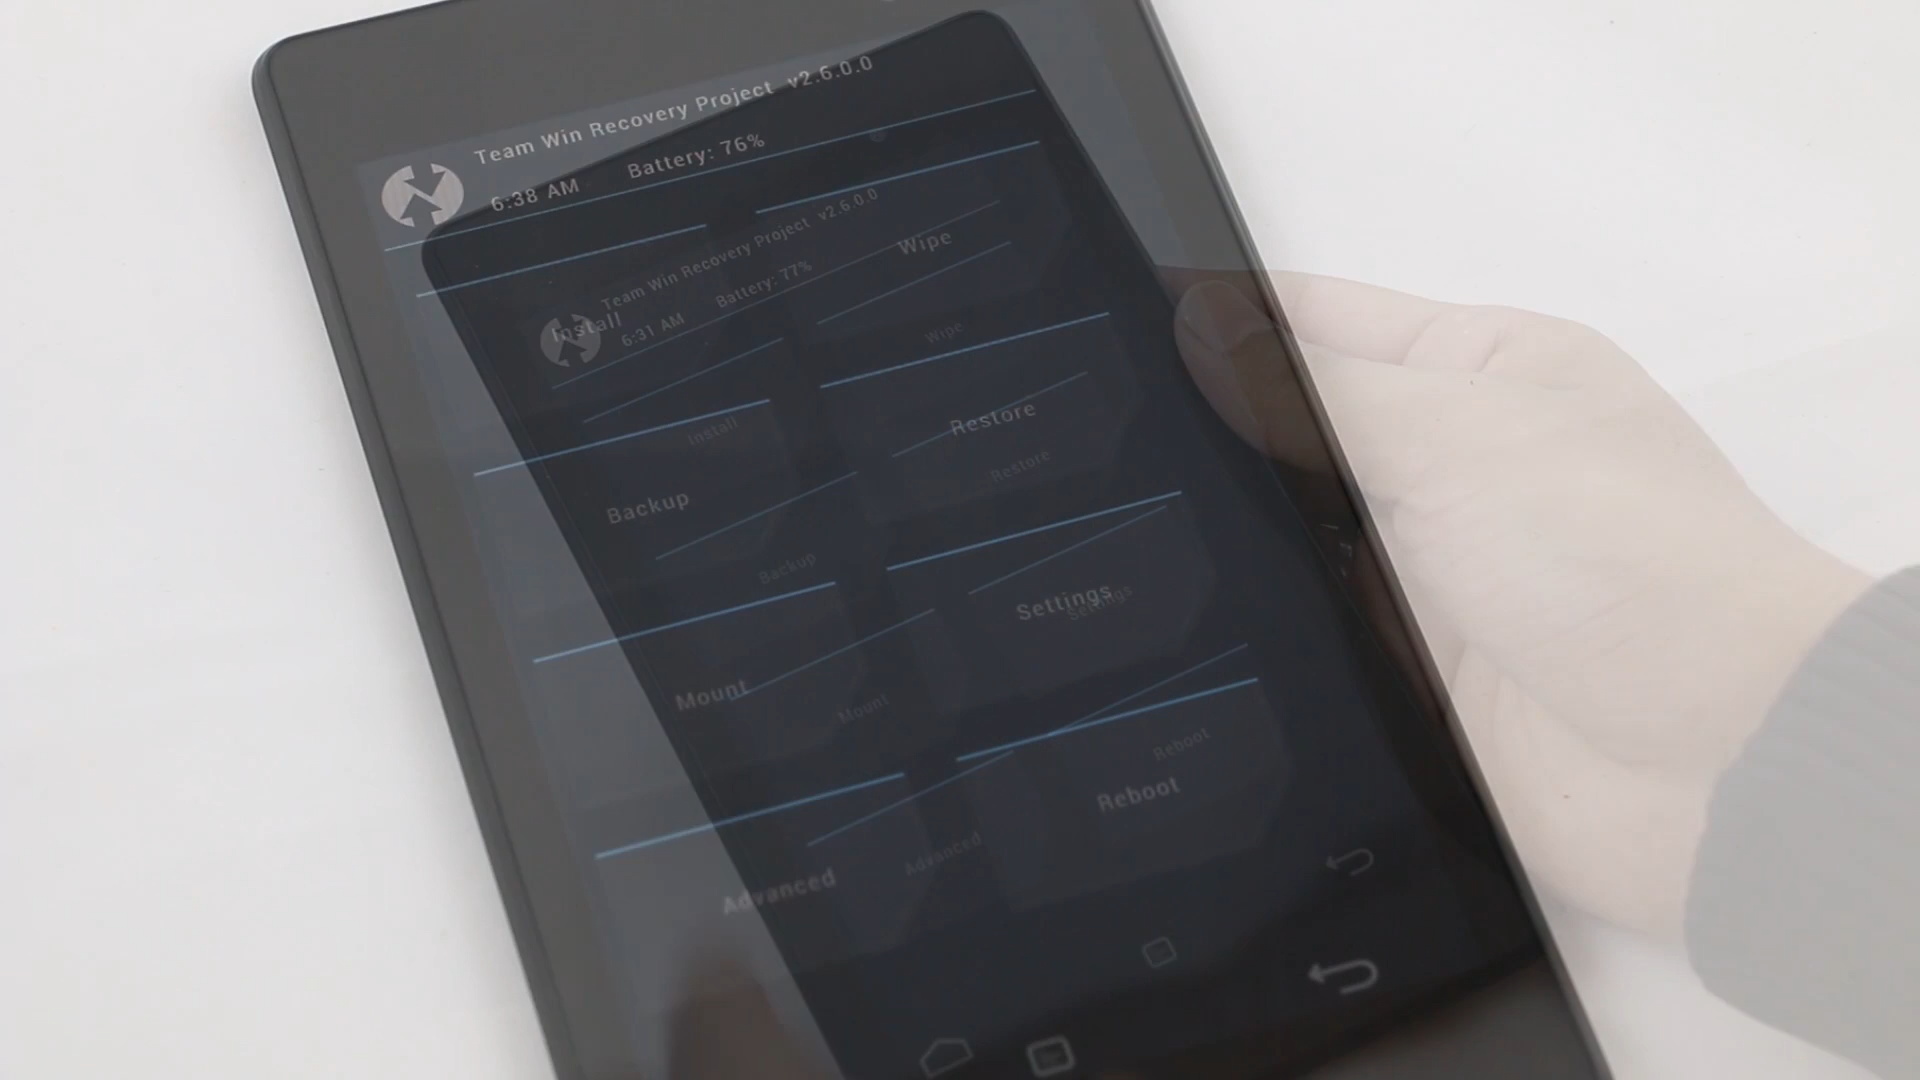 Team Win Recovery Project v2.6.0.0
6:38 AM Battery: 76%
Install Wipe
Backup Restore
Mount Settings
Advanced Reboot
Team Win Recovery Project v2.6.0.0
6:31 AM Battery: 77%
Install Wipe
Backup Restore
Mount Settings
Advanced Reboot